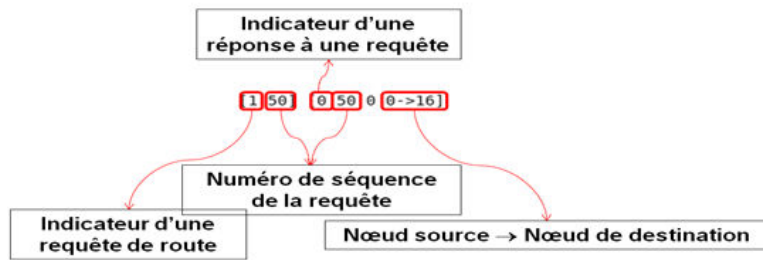 Indicateur d'une
réponse à une requête
[1 50] 0 50 0 0->16]
Numéro de séquence
de la requête
Indicateur d'une
requête de route
Nœud source → Nœud de destination